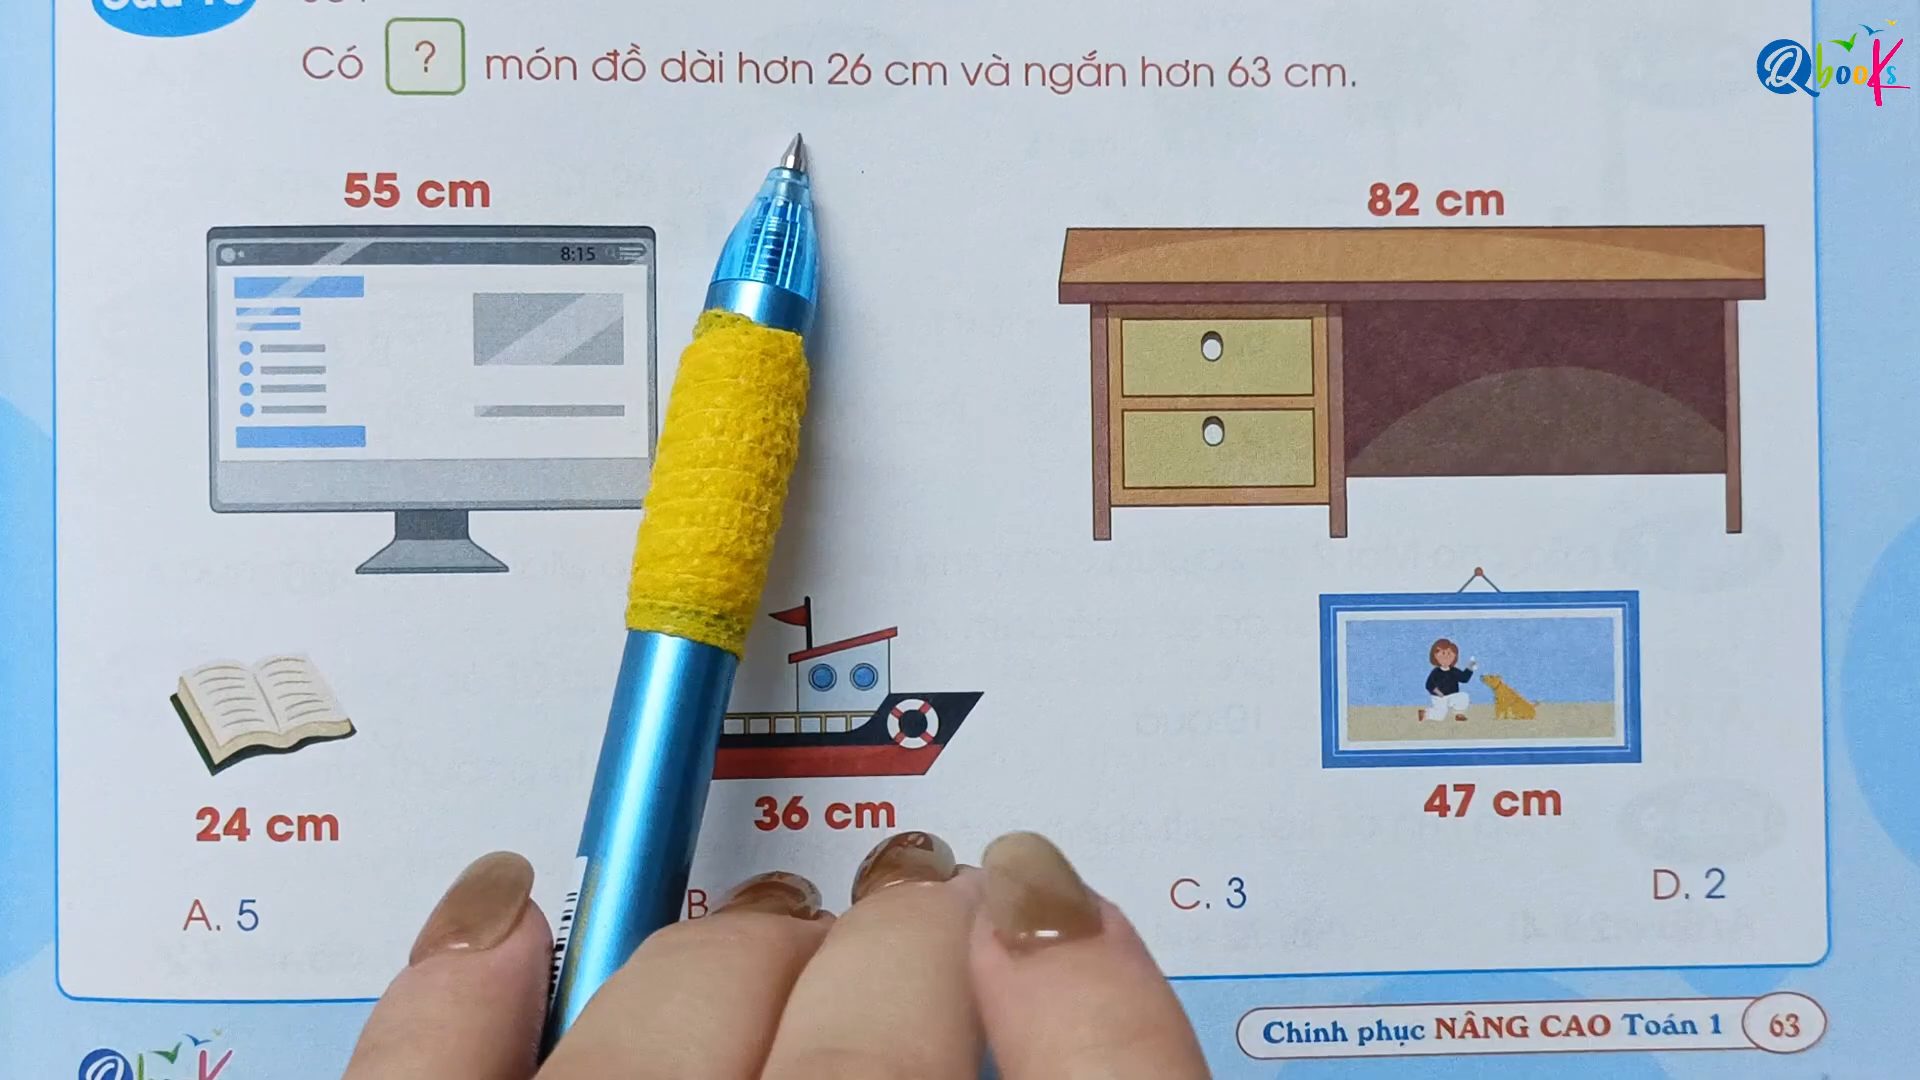 Có ? món đồ dài hơn 26 cm và ngắn hơn 63 cm.
Qbooks
55 cm
82 cm
8:15
24 cm
36 cm
47 cm
A. 5
B
C. 3
D. 2
Chinh phục NÂNG CAO Toán 1
63